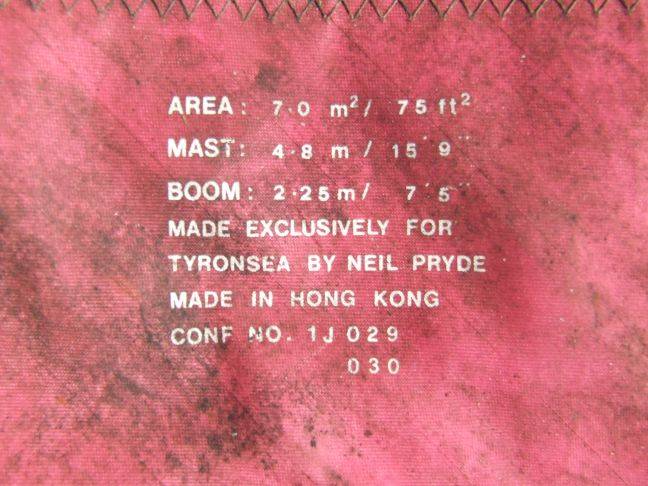 AREA: 7.0 m²/ 75 ft²
MAST: 4.8 m / 15' 9"
BOOM: 2.25m/ 7' 5"
MADE EXCLUSIVELY FOR
TYRONSEA BY NEIL PRYDE
MADE IN HONG KONG
CONF NO. 1J 029
030